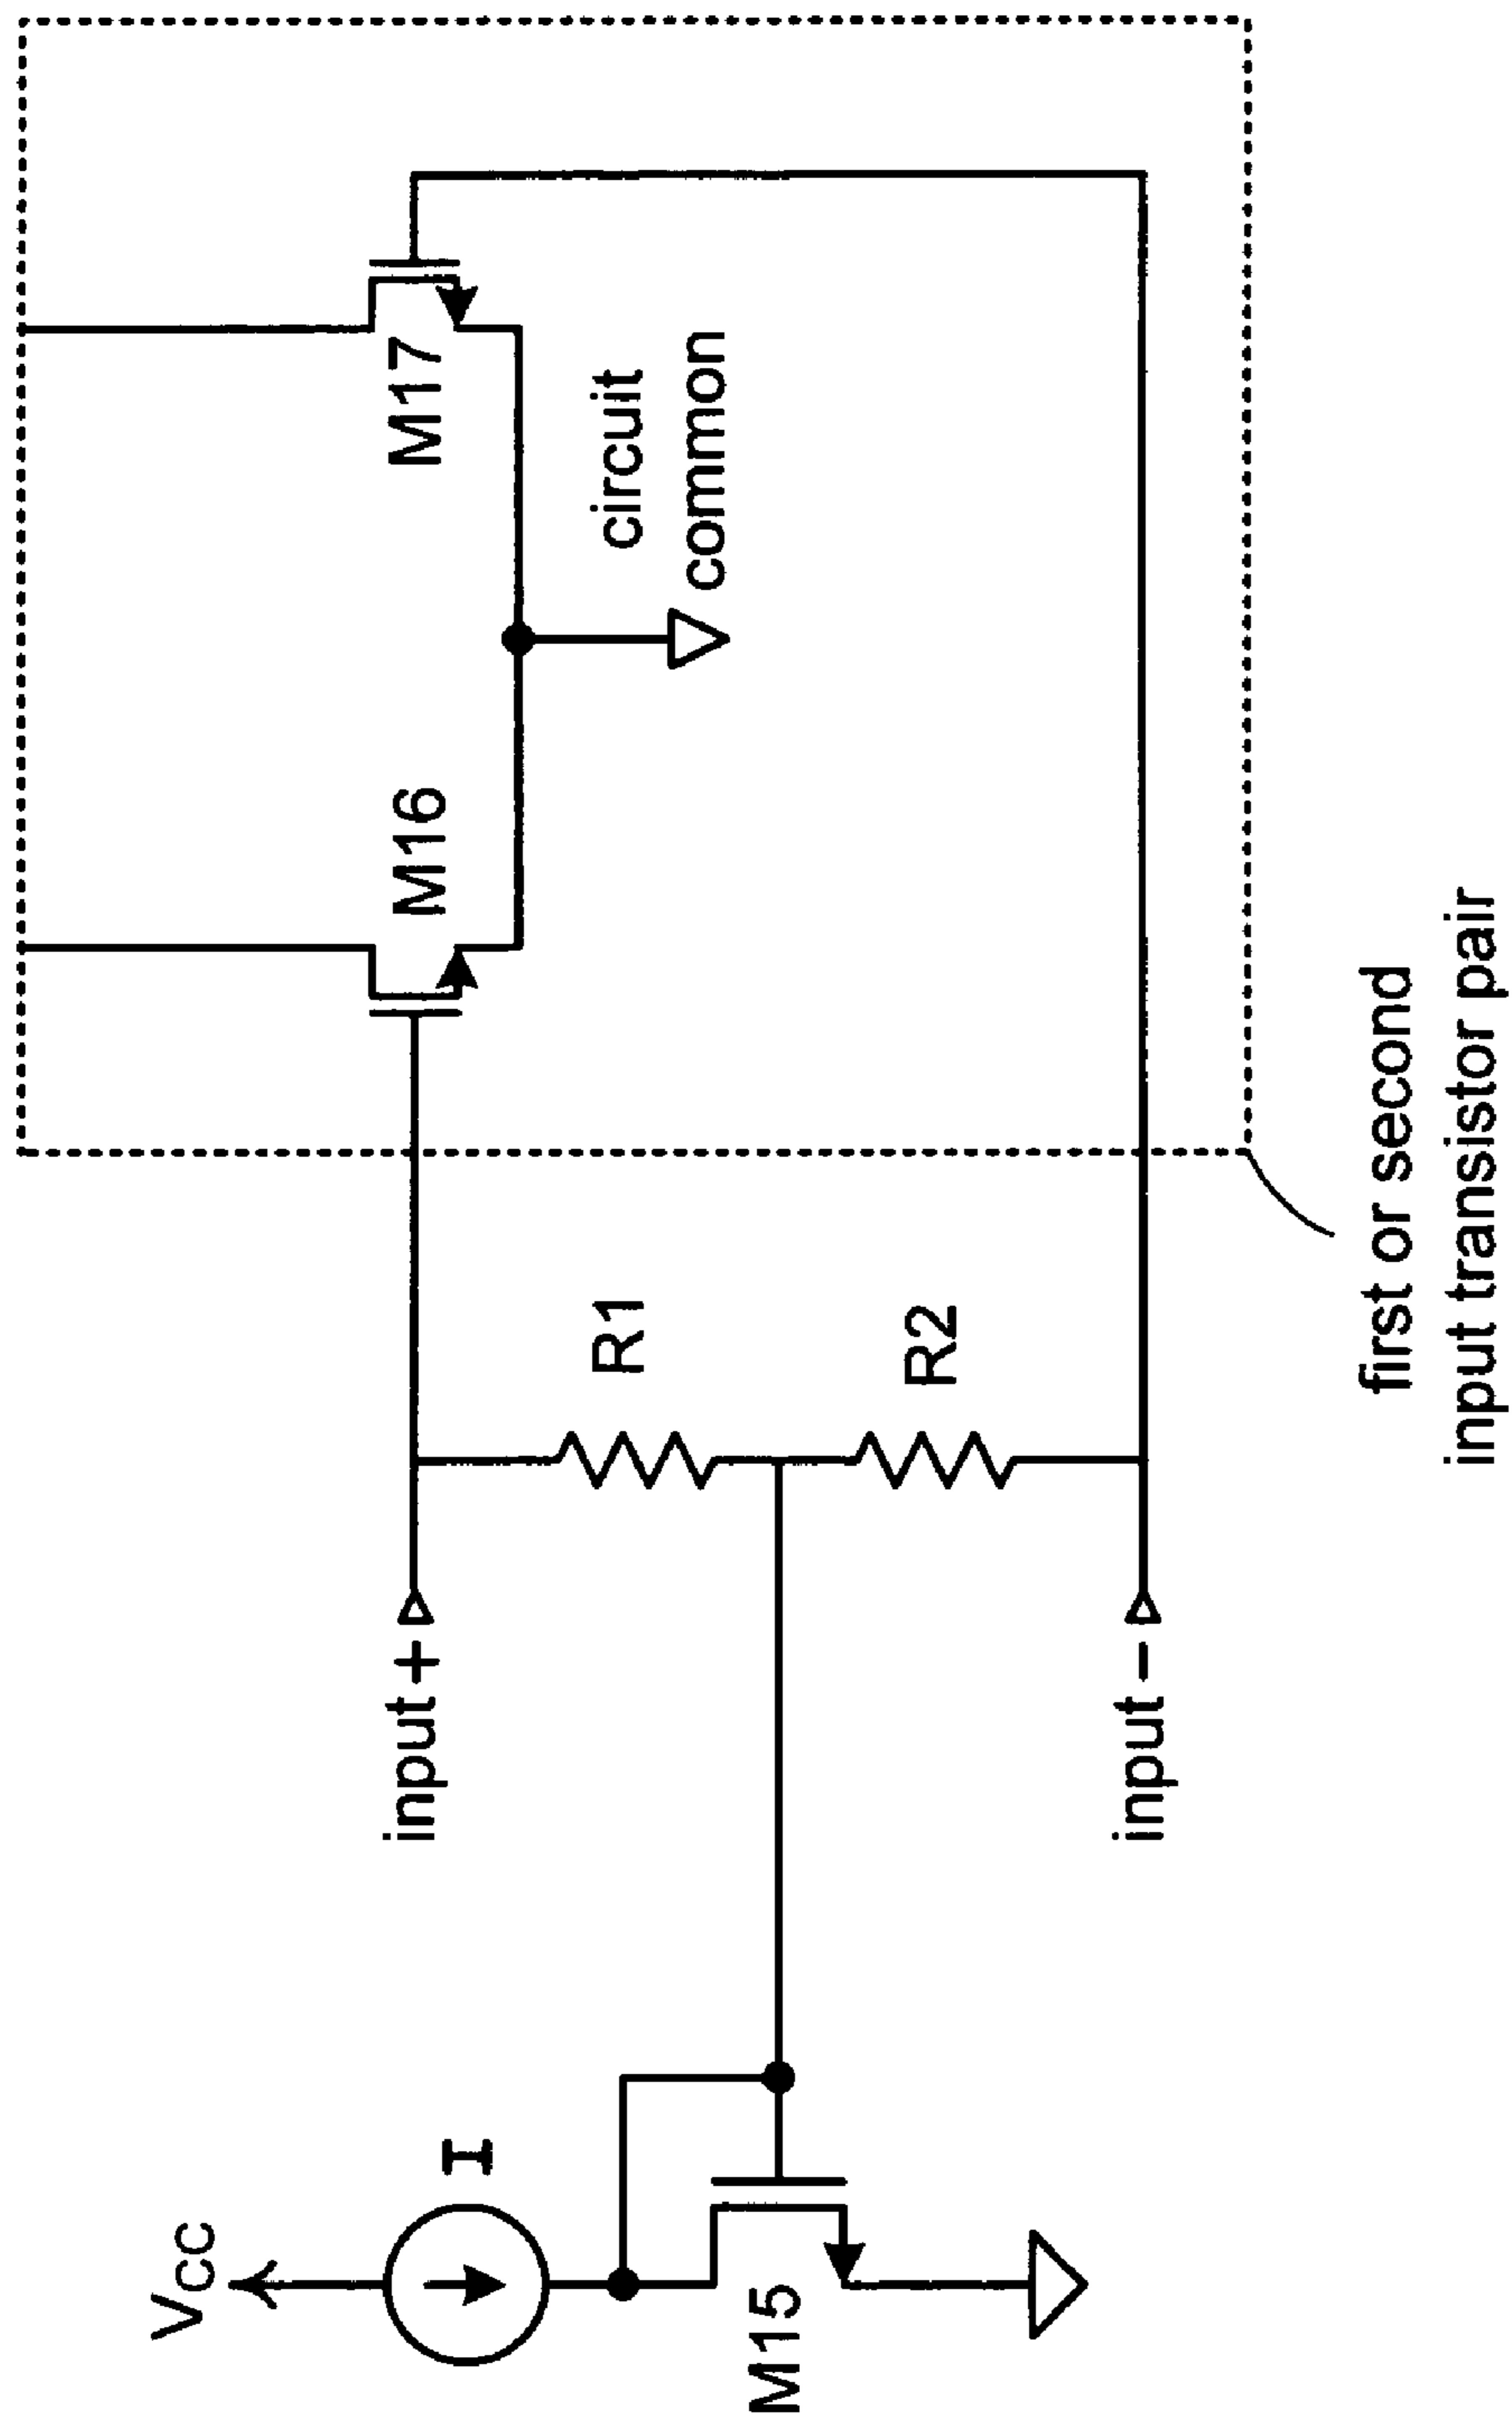 VCC
I
M15
input +
input −
R1
R2
M16
M17
circuit
common
first or second
input transistor pair